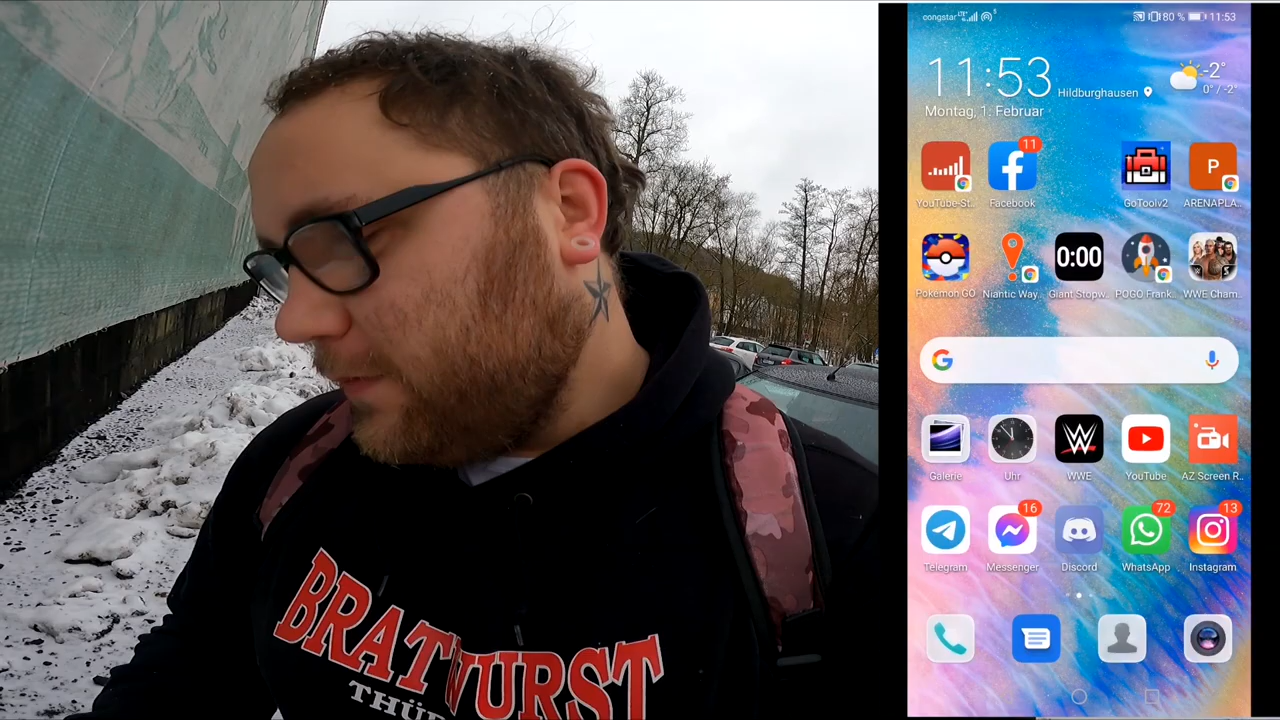 BRATWURST
THÜ
congstar
80 % 11:53
11:53
Hildburghausen
-2°
0° / -2°
Montag, 1. Februar
11
P
YouTube-St..
Facebook
GoToolv2
ARENAPLA..
0:00
Pokémon GO
Niantic Way..
Giant Stopw..
POGO Frank..
WWE Cham..
G
Galerie
Uhr
WWE
YouTube
AZ Screen R..
16
72
13
Telegram
Messenger
Discord
WhatsApp
Instagram